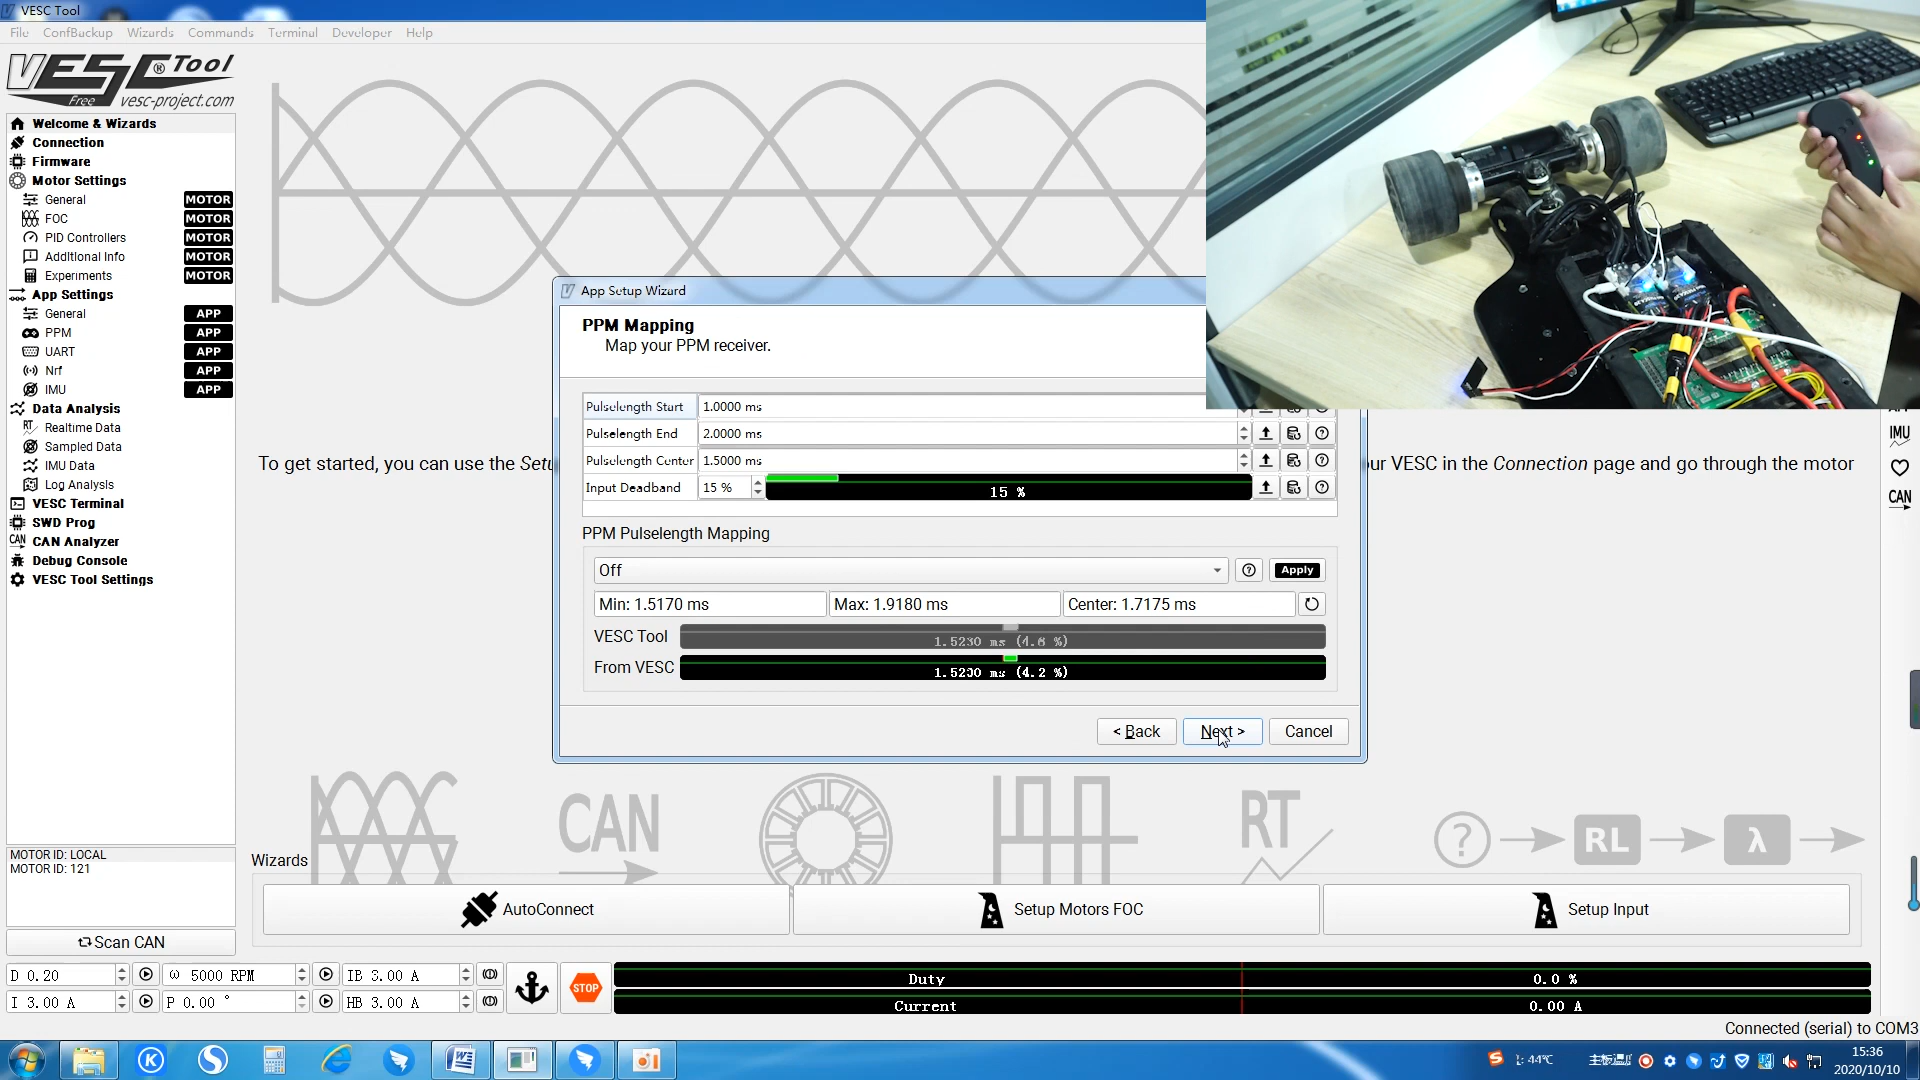 VESC Tool
File ConfBackup Wizards Commands Terminal Developer Help
VESC® Tool
Free vesc-project.com
Welcome & Wizards
Connection
Firmware
Motor Settings
General MOTOR
FOC MOTOR
PID Controllers MOTOR
Additional Info MOTOR
Experiments MOTOR
App Settings
General APP
PPM APP
UART APP
Nrf APP
IMU APP
Data Analysis
RT Realtime Data
Sampled Data
IMU Data
Log Analysis
VESC Terminal
SWD Prog
CAN CAN Analyzer
Debug Console
VESC Tool Settings
MOTOR ID: LOCAL
MOTOR ID: 121
Scan CAN
To get started, you can use the Setu
ur VESC in the Connection page and go through the motor
App Setup Wizard
PPM Mapping
Map your PPM receiver.
Pulselength Start 1.0000 ms
Pulselength End 2.0000 ms
Pulselength Center 1.5000 ms
Input Deadband 15 % 15 %
PPM Pulselength Mapping
Off Apply
Min: 1.5170 ms Max: 1.9180 ms Center: 1.7175 ms
VESC Tool 1.5230 ms (4.6 %)
From VESC 1.5230 ms (4.2 %)
< Back Next > Cancel
IMU
CAN
CAN RT ? RL λ
Wizards
AutoConnect Setup Motors FOC Setup Input
D 0.20 ω 5000 RPM IB 3.00 A
I 3.00 A P 0.00 ° HB 3.00 A
STOP
Duty 0.0 %
Current 0.00 A
Connected (serial) to COM3
44℃
15:36
2020/10/10